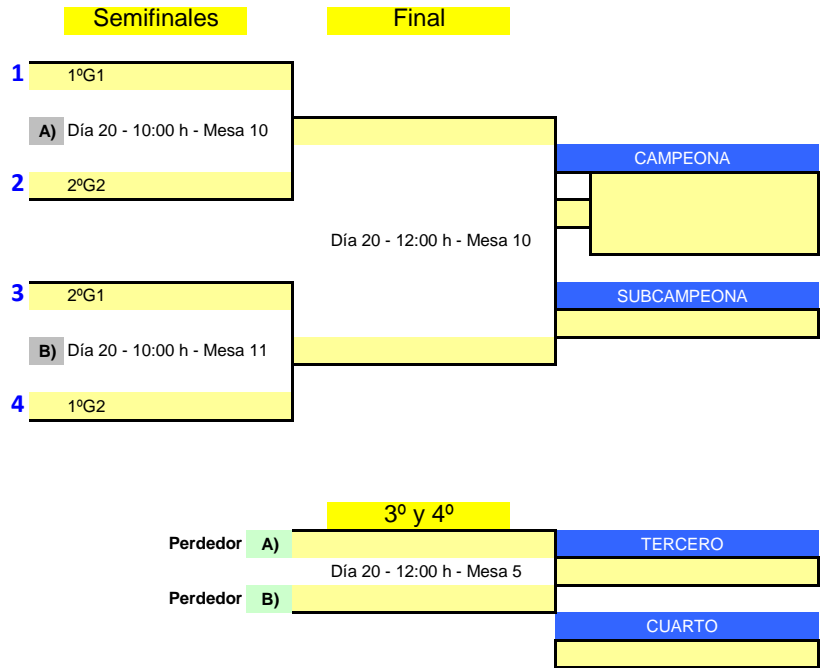 Semifinales
Final
1 1ºG1
A) Día 20 - 10:00 h - Mesa 10
CAMPEONA
2 2ºG2
Día 20 - 12:00 h - Mesa 10
3 2ºG1
SUBCAMPEONA
B) Día 20 - 10:00 h - Mesa 11
4 1ºG2
3º y 4º
Perdedor A)
TERCERO
Día 20 - 12:00 h - Mesa 5
Perdedor B)
CUARTO